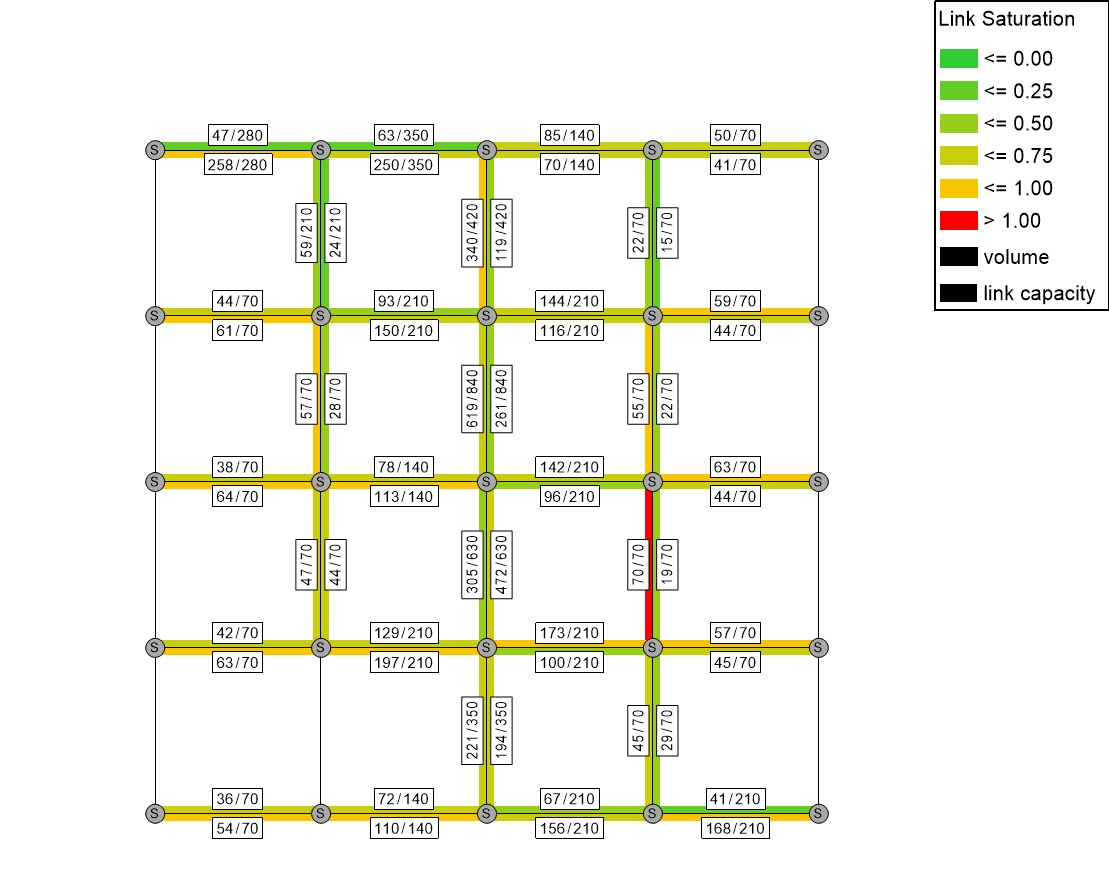 Link Saturation
<= 0.00
<= 0.25
<= 0.50
<= 0.75
<= 1.00
> 1.00
volume
link capacity
47/280
63/350
85/140
50/70
S
S
S
S
S
258/280
250/350
70/140
41/70
59/210
24/210
340/420
119/420
22/70
15/70
44/70
93/210
144/210
59/70
S
S
S
S
S
61/70
150/210
116/210
44/70
57/70
28/70
619/840
261/840
55/70
22/70
38/70
78/140
142/210
63/70
S
S
S
S
S
64/70
113/140
96/210
44/70
47/70
44/70
305/630
472/630
70/70
19/70
42/70
129/210
173/210
57/70
S
S
S
S
S
63/70
197/210
100/210
45/70
221/350
194/350
45/70
29/70
36/70
72/140
67/210
41/210
S
S
S
S
S
54/70
110/140
156/210
168/210